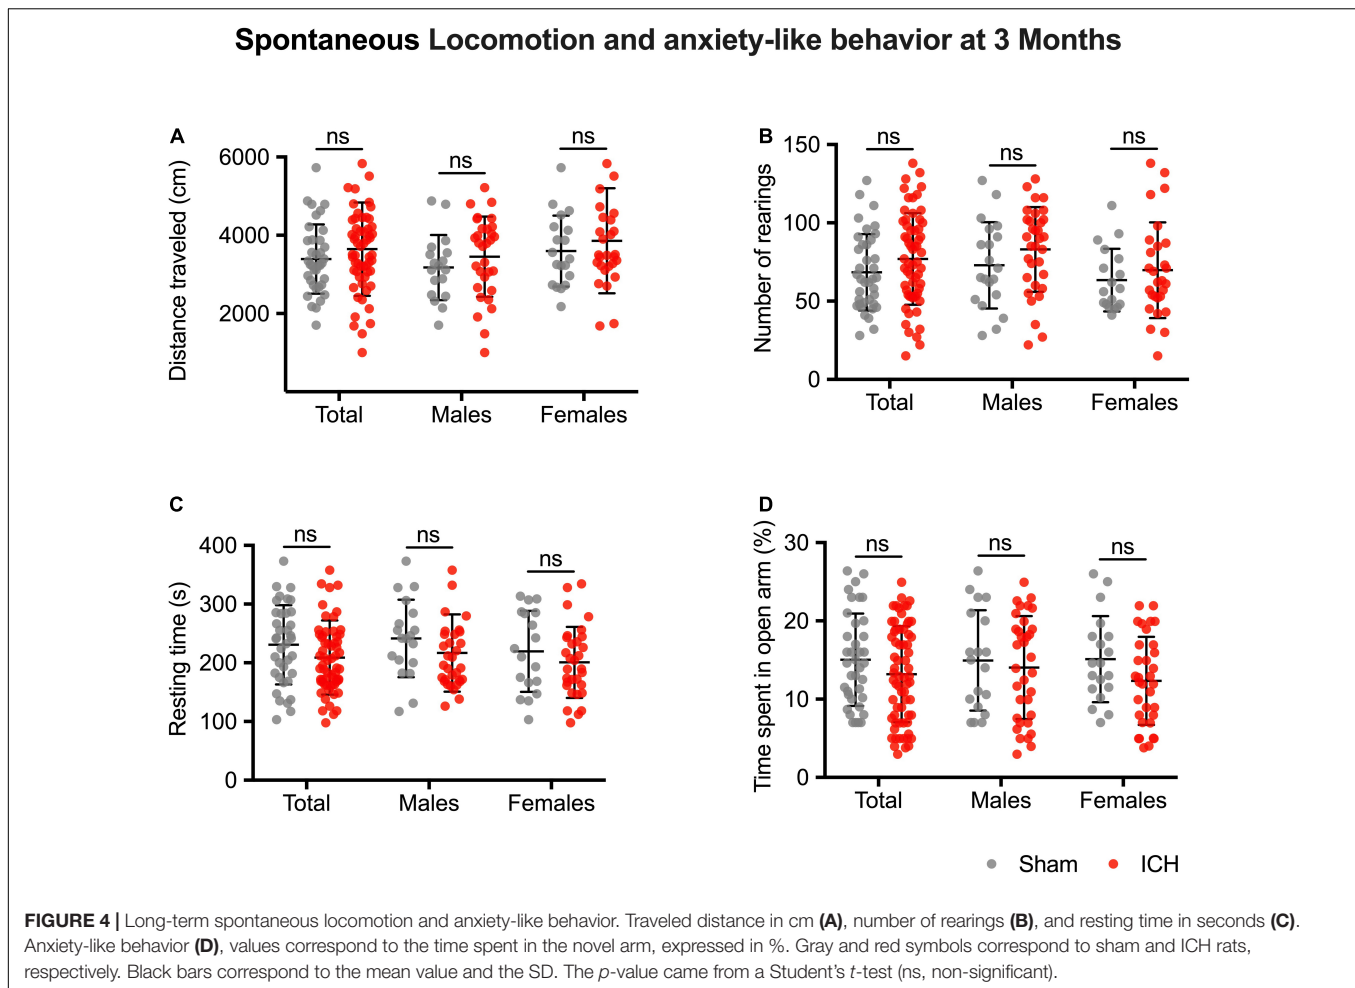 Spontaneous Locomotion and anxiety-like behavior at 3 Months
A
ns
ns
ns
6000
4000
2000
Distance traveled (cm)
Total
Males
Females
B
ns
ns
ns
150
100
50
0
Number of rearings
Total
Males
Females
C
ns
ns
ns
400
300
200
100
0
Resting time (s)
Total
Males
Females
D
ns
ns
ns
30
20
10
0
Time spent in open arm (%)
Total
Males
Females
Sham
ICH
FIGURE 4 | Long-term spontaneous locomotion and anxiety-like behavior. Traveled distance in cm (A), number of rearings (B), and resting time in seconds (C).
Anxiety-like behavior (D), values correspond to the time spent in the novel arm, expressed in %. Gray and red symbols correspond to sham and ICH rats,
respectively. Black bars correspond to the mean value and the SD. The p-value came from a Student's t-test (ns, non-significant).